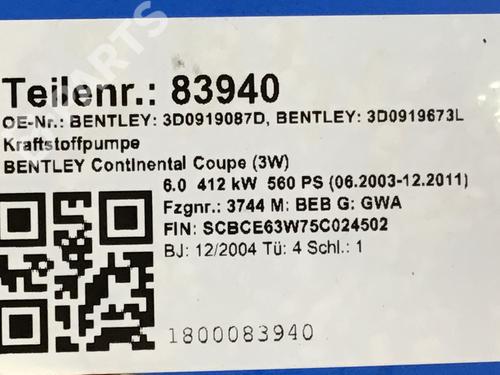 Teilenr.: 83940
OE-Nr.: BENTLEY: 3D0919087D, BENTLEY: 3D0919673L
Kraftstoffpumpe
BENTLEY Continental Coupe (3W)
6.0 412 kW 560 PS (06.2003-12.2011)
Fzgnr.: 3744 M: BEB G: GWA
FIN: SCBCE63W75C024502
BJ: 12/2004 Tü: 4 Schl.: 1
1800083940